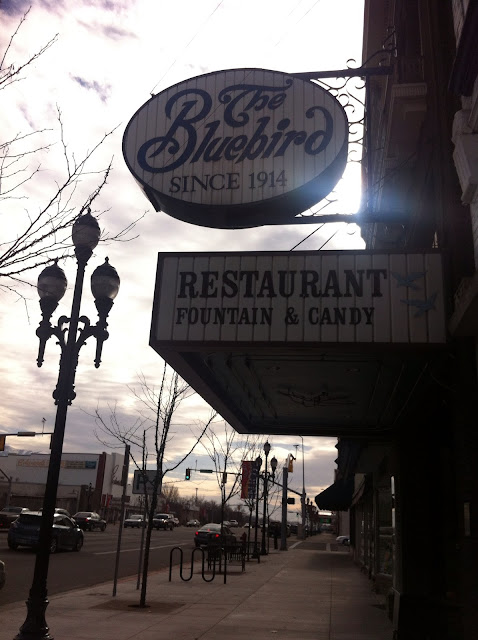 The
Bluebird
SINCE 1914
RESTAURANT
FOUNTAIN & CANDY